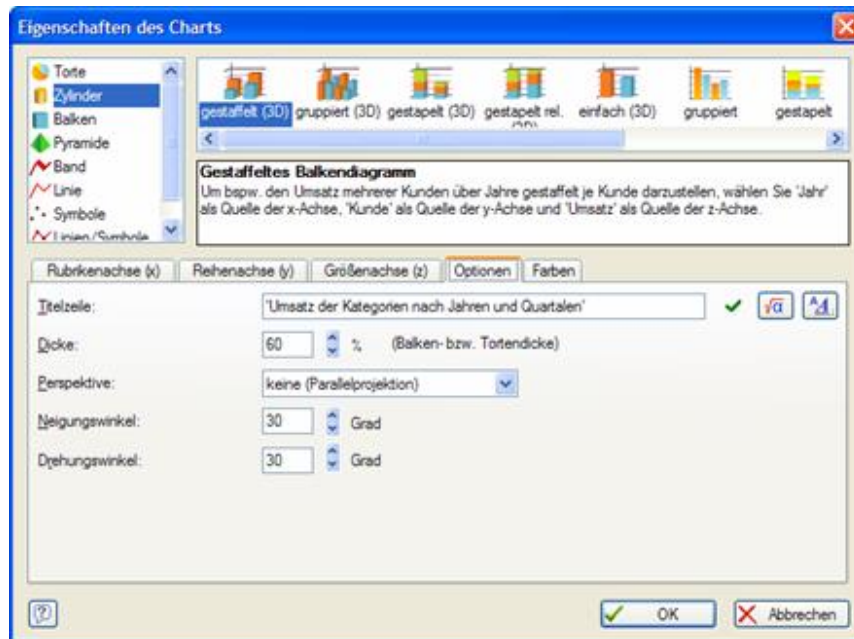 Eigenschaften des Charts
Torte
Zylinder
Balken
Pyramide
Band
Linie
Symbole
Linien/Symbole
gestaffelt (3D) gruppiert (3D) gestapelt (3D) gestapelt rel. (3D) einfach (3D) gruppiert gestapelt
Gestaffeltes Balkendiagramm
Um bspw. den Umsatz mehrerer Kunden über Jahre gestaffelt je Kunde darzustellen, wählen Sie 'Jahr'
als Quelle der x-Achse, 'Kunde' als Quelle der y-Achse und 'Umsatz' als Quelle der z-Achse.
Rubrikenachse (x) Reihenachse (y) Größenachse (z) Optionen Farben
Titelzeile: 'Umsatz der Kategorien nach Jahren und Quartalen' √α
Dicke: 60 % (Balken- bzw. Tortendicke)
Perspektive: keine (Parallelprojektion)
Neigungswinkel: 30 Grad
Drehungswinkel: 30 Grad
OK Abbrechen